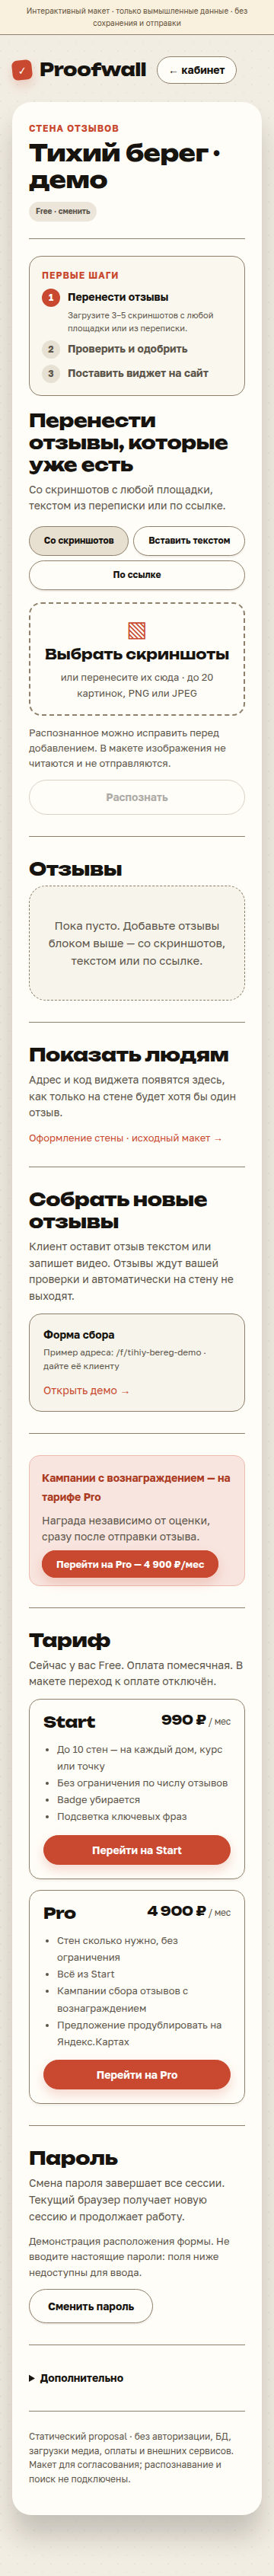 Интерактивный макет · только вымышленные данные · без
сохранения и отправки
✓ Proofwall
← кабинет
СТЕНА ОТЗЫВОВ
Тихий берег ·
демо
Free · сменить
ПЕРВЫЕ ШАГИ
1 Перенести отзывы
Загрузите 3–5 скриншотов с любой
площадки или из переписки.
2 Проверить и одобрить
3 Поставить виджет на сайт
Перенести
отзывы, которые
уже есть
Со скриншотов с любой площадки,
текстом из переписки или по ссылке.
Со скриншотов
Вставить текстом
По ссылке
Выбрать скриншоты
или перенесите их сюда · до 20
картинок, PNG или JPEG
Распознанное можно исправить перед
добавлением. В макете изображения не
читаются и не отправляются.
Распознать
Отзывы
Пока пусто. Добавьте отзывы
блоком выше — со скриншотов,
текстом или по ссылке.
Показать людям
Адрес и код виджета появятся здесь,
как только на стене будет хотя бы один
отзыв.
Оформление стены · исходный макет →
Собрать новые
отзывы
Клиент оставит отзыв текстом или
запишет видео. Отзывы ждут вашей
проверки и автоматически на стену не
выходят.
Форма сбора
Пример адреса: /f/tihiy-bereg-demo ·
дайте её клиенту
Открыть демо →
Кампании с вознаграждением — на
тарифе Pro
Награда независимо от оценки,
сразу после отправки отзыва.
Перейти на Pro — 4 900 ₽/мес
Тариф
Сейчас у вас Free. Оплата помесячная. В
макете переход к оплате отключён.
Start 990 ₽ / мес
• До 10 стен — на каждый дом, курс
или точку
• Без ограничения по числу отзывов
• Badge убирается
• Подсветка ключевых фраз
Перейти на Start
Pro 4 900 ₽ / мес
• Стен сколько нужно, без
ограничения
• Всё из Start
• Кампании сбора отзывов с
вознаграждением
• Предложение продублировать на
Яндекс.Картах
Перейти на Pro
Пароль
Смена пароля завершает все сессии.
Текущий браузер получает новую
сессию и продолжает работу.
Демонстрация расположения формы. Не
вводите настоящие пароли: поля ниже
недоступны для ввода.
Сменить пароль
▶ Дополнительно
Статический proposal · без авторизации, БД,
загрузки медиа, оплаты и внешних сервисов.
Макет для согласования; распознавание и
поиск не подключены.